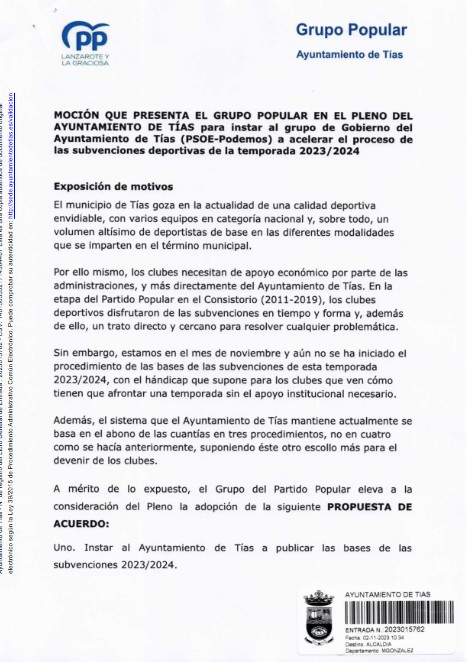 PP
LANZAROTE Y
LA GRACIOSA
Grupo Popular
Ayuntamiento de Tías
MOCIÓN QUE PRESENTA EL GRUPO POPULAR EN EL PLENO DEL
AYUNTAMIENTO DE TÍAS para instar al grupo de Gobierno del
Ayuntamiento de Tías (PSOE-Podemos) a acelerar el proceso de
las subvenciones deportivas de la temporada 2023/2024
Exposición de motivos
El municipio de Tías goza en la actualidad de una calidad deportiva
envidiable, con varios equipos en categoría nacional y, sobre todo, un
volumen altísimo de deportistas de base en las diferentes modalidades
que se imparten en el término municipal.
Por ello mismo, los clubes necesitan de apoyo económico por parte de las
administraciones, y más directamente del Ayuntamiento de Tías. En la
etapa del Partido Popular en el Consistorio (2011-2019), los clubes
deportivos disfrutaron de las subvenciones en tiempo y forma y, además
de ello, un trato directo y cercano para resolver cualquier problemática.
Sin embargo, estamos en el mes de noviembre y aún no se ha iniciado el
procedimiento de las bases de las subvenciones de esta temporada
2023/2024, con el hándicap que supone para los clubes que ven cómo
tienen que afrontar una temporada sin el apoyo institucional necesario.
Además, el sistema que el Ayuntamiento de Tías mantiene actualmente se
basa en el abono de las cuantías en tres procedimientos, no en cuatro
como se hacía anteriormente, suponiendo éste otro escollo más para el
devenir de los clubes.
A mérito de lo expuesto, el Grupo del Partido Popular eleva a la
consideración del Pleno la adopción de la siguiente PROPUESTA DE
ACUERDO:
Uno. Instar al Ayuntamiento de Tías a publicar las bases de las
subvenciones 2023/2024.
AYUNTAMIENTO DE TIAS
ENTRADA N. 2023015762
Fecha: 02-11-2023 10:34
Destino: ALCALDIA
Departamento: MGONZALEZ
electrónico según la Ley 39/2015 de Procedimiento Administrativo Común Electrónico. Puede comprobar su autenticidad en: http://sede.ayuntamientodetias.es/validacion